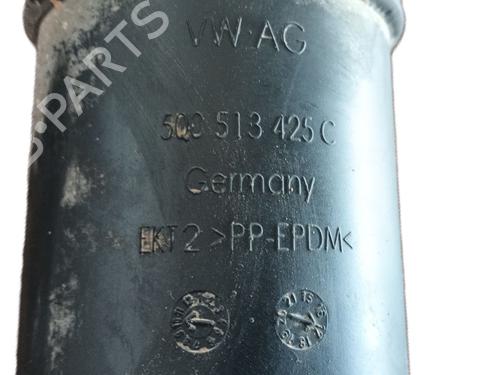 VW AG
5Q0 513 425 C
Germany
EKT 2 >PP-EPDM<
B-PARTS